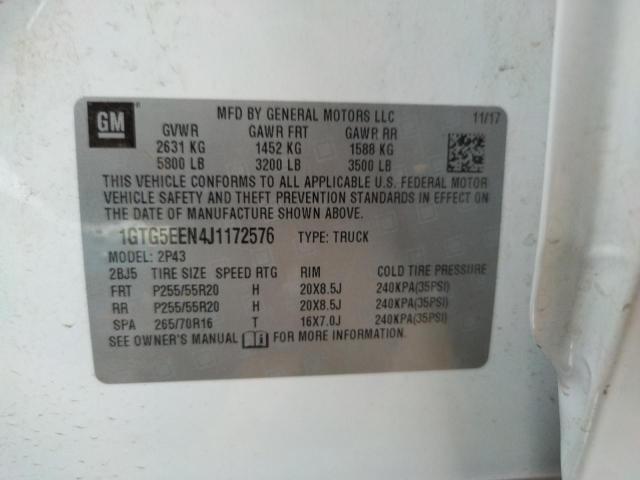 GM
MFD BY GENERAL MOTORS LLC 11/17
GVWR GAWR FRT GAWR RR
2631 KG 1452 KG 1588 KG
5800 LB 3200 LB 3500 LB
THIS VEHICLE CONFORMS TO ALL APPLICABLE U.S. FEDERAL MOTOR
VEHICLE SAFETY AND THEFT PREVENTION STANDARDS IN EFFECT ON
THE DATE OF MANUFACTURE SHOWN ABOVE.
1GTG5EEN4J1172576 TYPE: TRUCK
MODEL: 2P43
2BJ5 TIRE SIZE SPEED RTG RIM COLD TIRE PRESSURE
FRT P255/55R20 H 20X8.5J 240KPA(35PSI)
RR P255/55R20 H 20X8.5J 240KPA(35PSI)
SPA 265/70R16 T 16X7.0J 240KPA(35PSI)
SEE OWNER'S MANUAL FOR MORE INFORMATION.